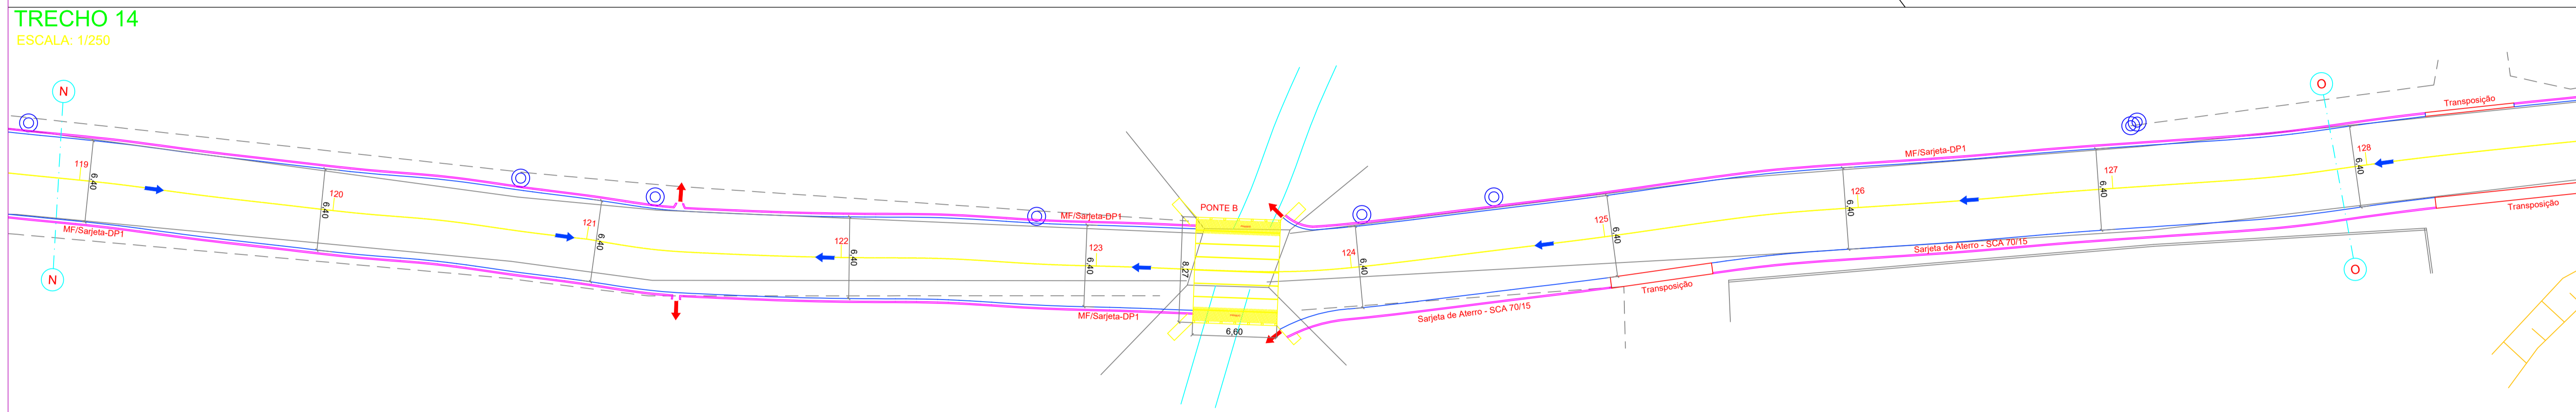 TRECHO 14
ESCALA: 1/250
N
N
119
6,40
MF/Sarjeta-DP1
120
6,40
121
6,40
122
6,40
MF/Sarjeta-DP1
123
6,40
MF/Sarjeta-DP1
PONTE B
8,27
6,60
124
6,40
Sarjeta de Aterro - SCA 70/15
125
6,40
Transposição
126
6,40
MF/Sarjeta-DP1
Sarjeta de Aterro - SCA 70/15
127
6,40
O
O
128
6,40
Transposição
Transposição